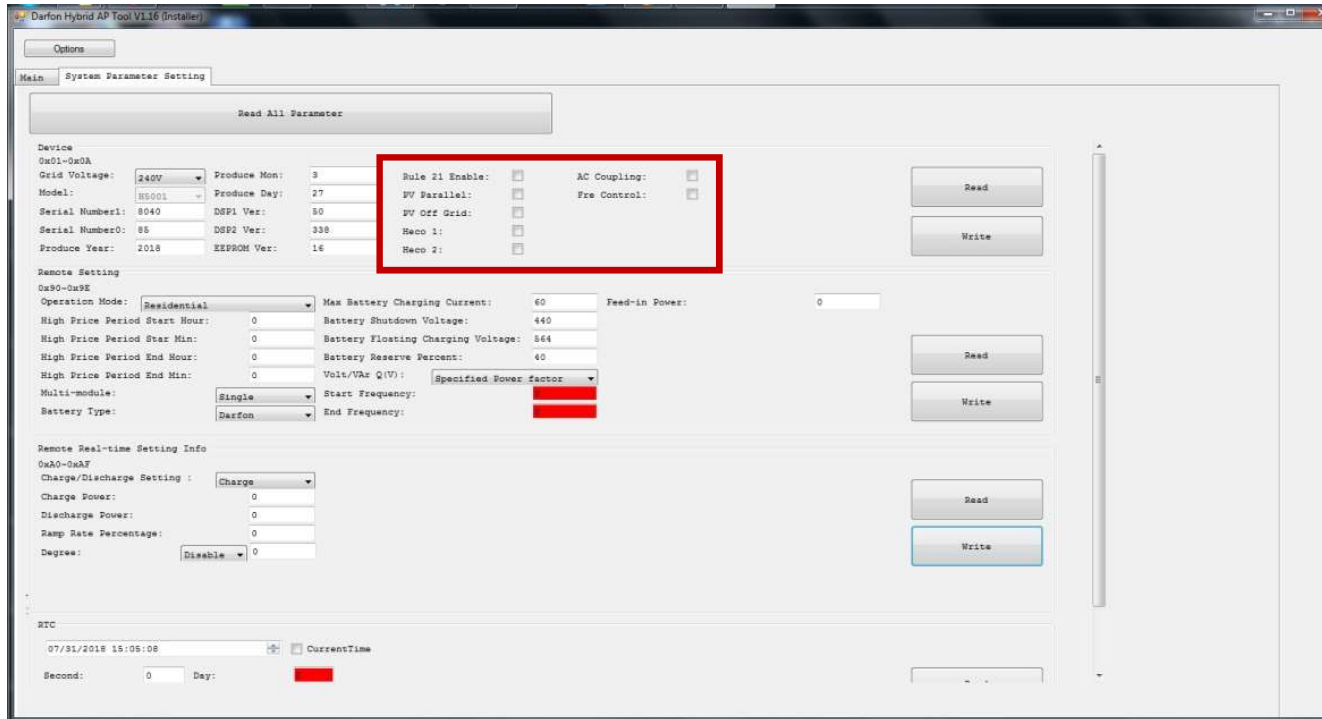 Darfon Hybrid AP Tool V1.16 (Installer)
Options
Main System Parameter Setting
Read All Parameter
Device
0x01-0x0A
Grid Voltage: 240V Produce Mon: 3 Rule 21 Enable: AC Coupling: Read
Model: H5001 Produce Day: 27 PV Parallel: Fre Control:
Serial Number1: 8040 DSP1 Ver: 50 PV Off Grid:
Serial Number0: 85 DSP2 Ver: 338 Heco 1: Write
Produce Year: 2018 EEPROM Ver: 16 Heco 2:
Remote Setting
0x90-0x9E
Operation Mode: Residential Max Battery Charging Current: 60 Feed-in Power: 0
High Price Period Start Hour: 0 Battery Shutdown Voltage: 440
High Price Period Star Min: 0 Battery Floating Charging Voltage: 564
High Price Period End Hour: 0 Battery Reserve Percent: 40 Read
High Price Period End Min: 0 Volt/VAr Q(V): Specified Power factor
Multi-module: Single Start Frequency: Write
Battery Type: Darfon End Frequency:
Remote Real-time Setting Info
0xA0-0xAF
Charge/Discharge Setting : Charge
Charge Power: 0 Read
Discharge Power: 0
Ramp Rate Percentage: 0
Degree: Disable 0 Write
RTC
07/31/2018 15:05:08 CurrentTime
Second: 0 Day: